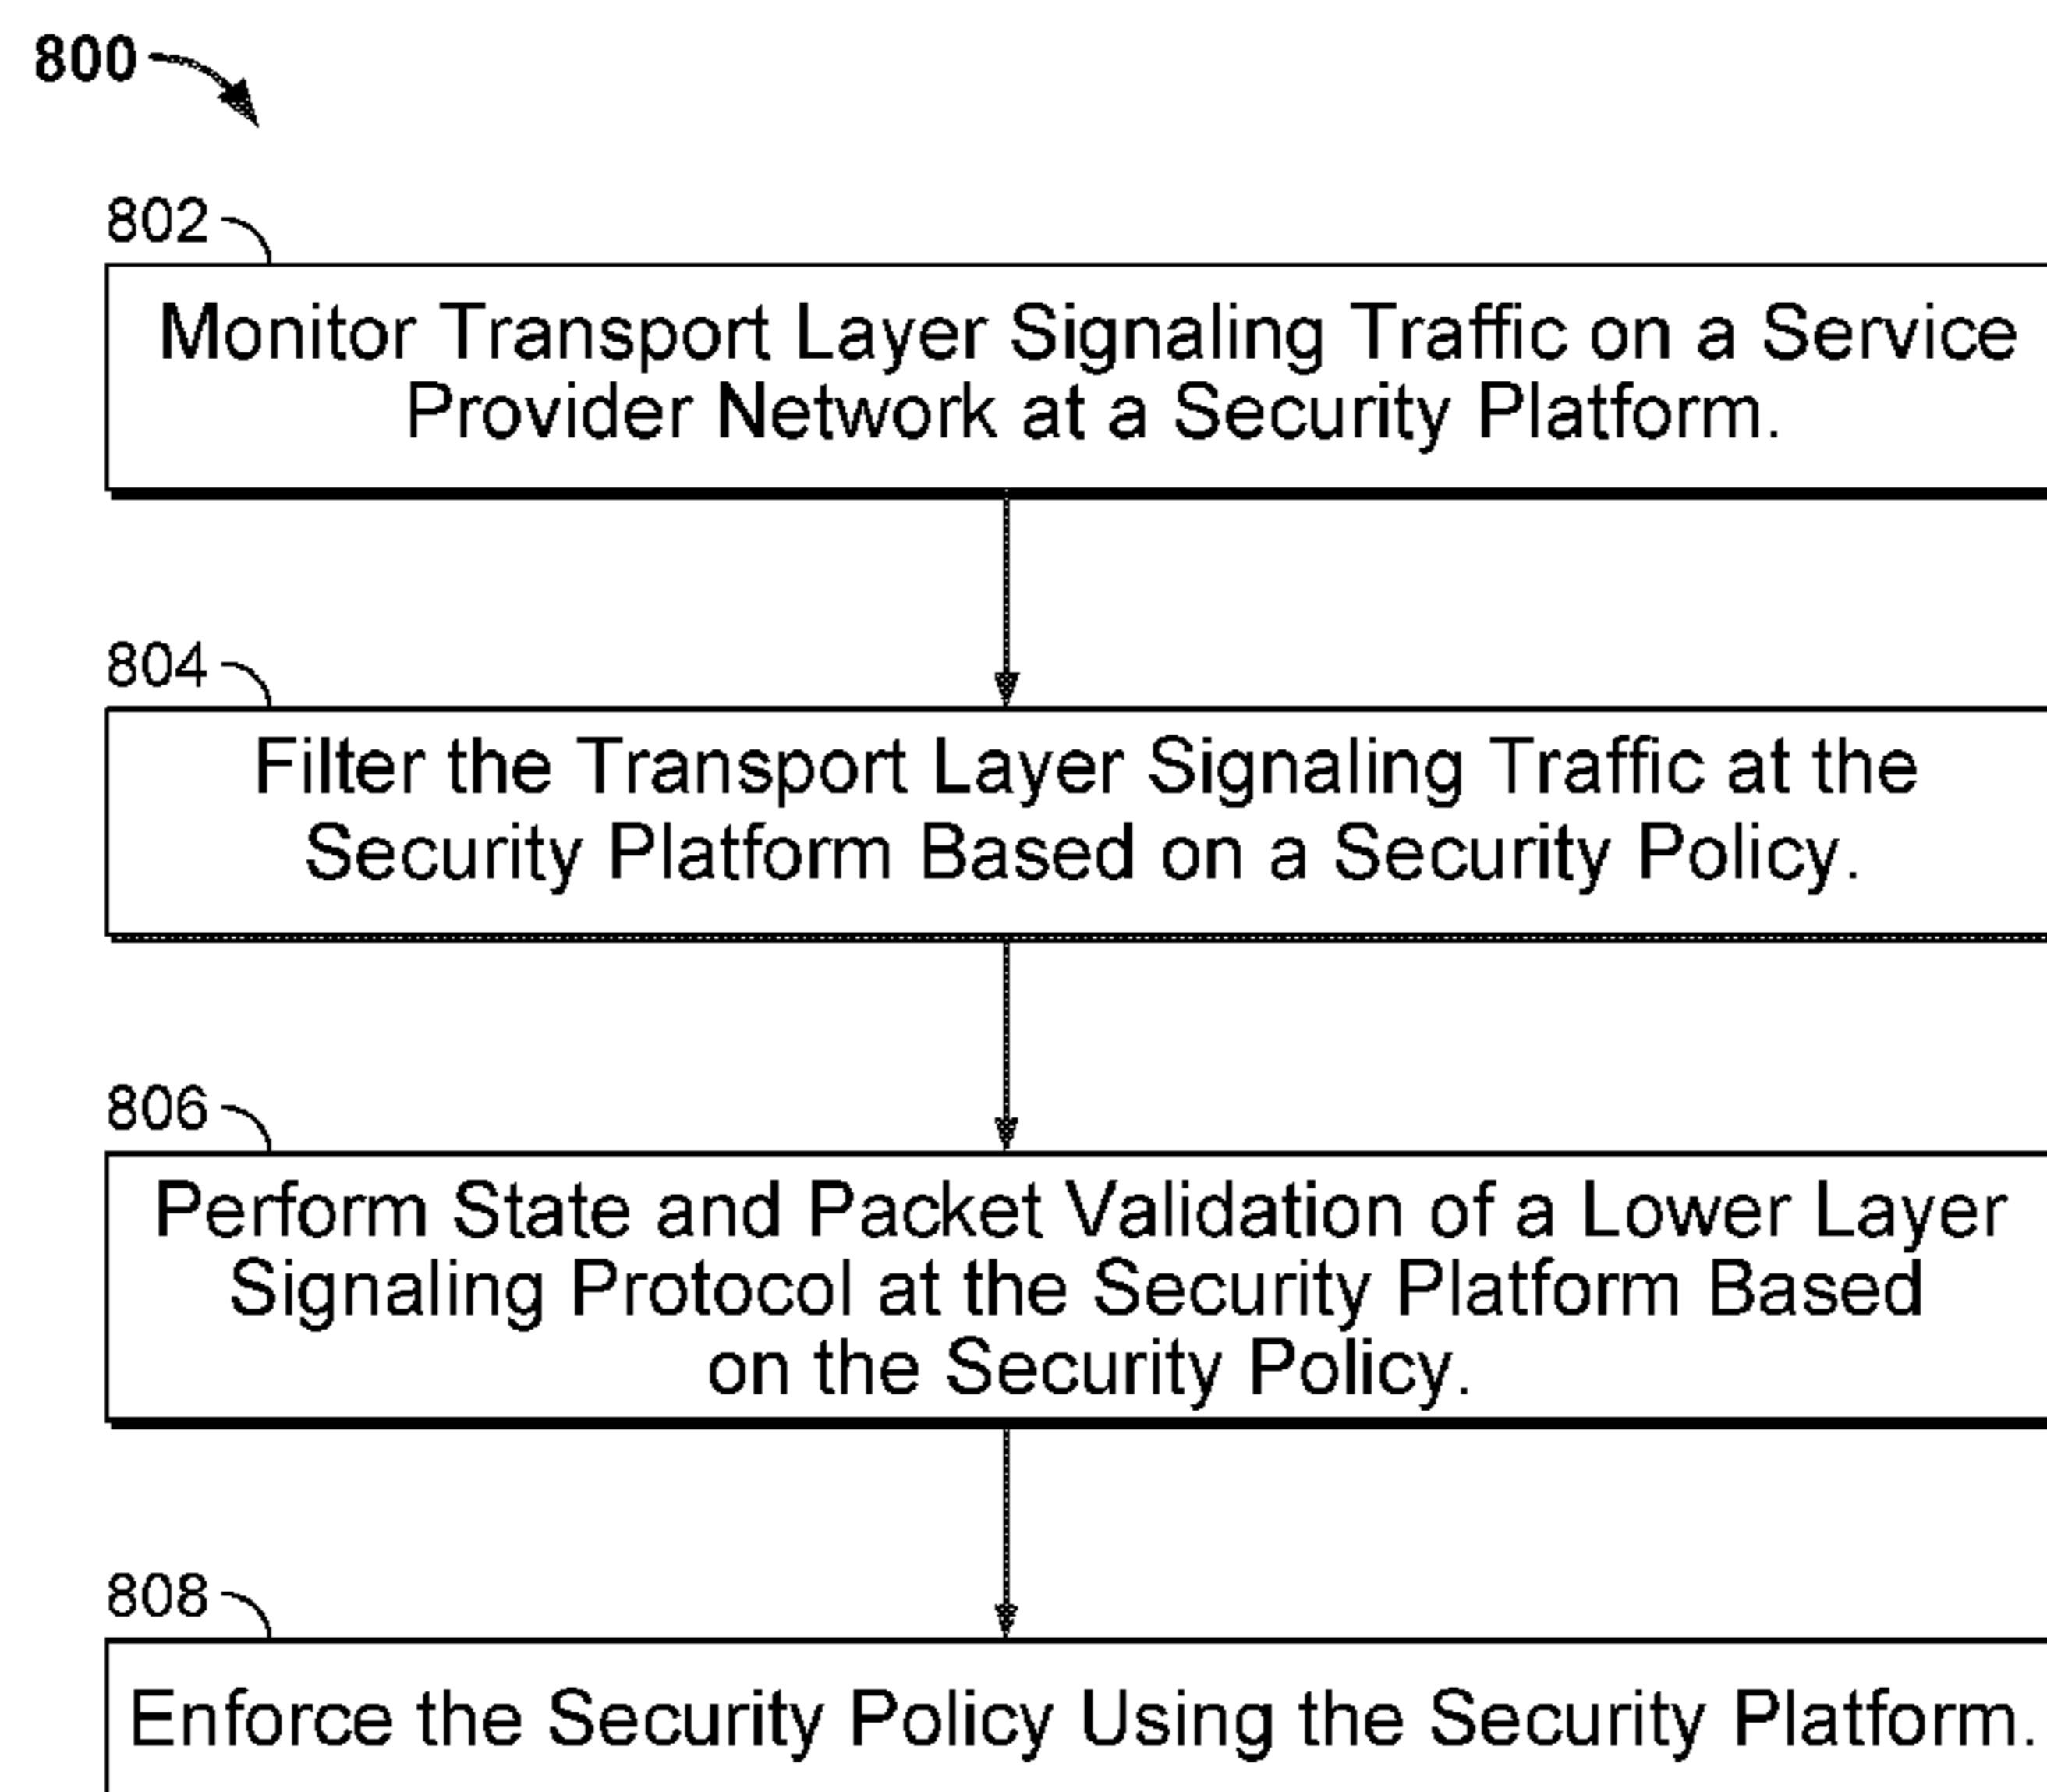 800
802
Monitor Transport Layer Signaling Traffic on a Service
Provider Network at a Security Platform.
804
Filter the Transport Layer Signaling Traffic at the
Security Platform Based on a Security Policy.
806
Perform State and Packet Validation of a Lower Layer
Signaling Protocol at the Security Platform Based
on the Security Policy.
808
Enforce the Security Policy Using the Security Platform.